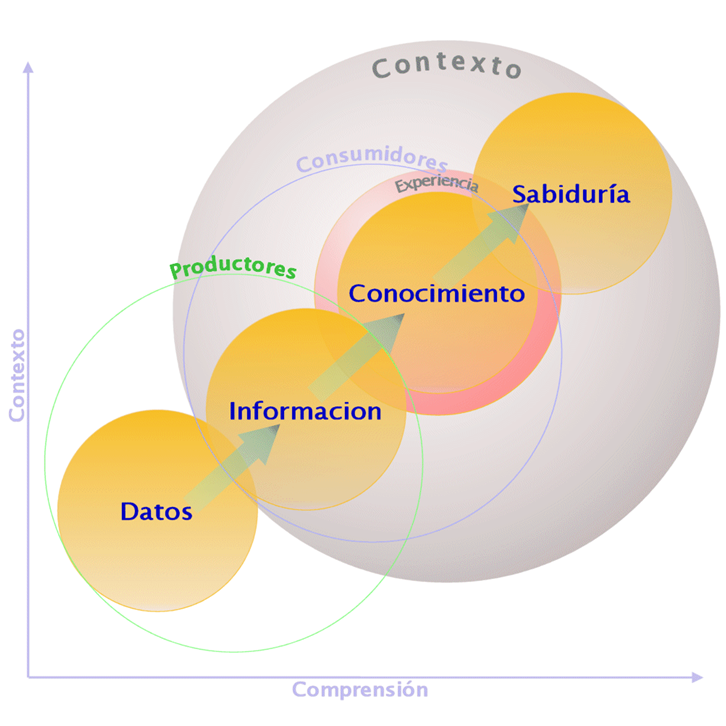 Contexto
Consumidores
Experiencia
Sabiduría
Productores
Conocimiento
Contexto
Informacion
Datos
Comprensión